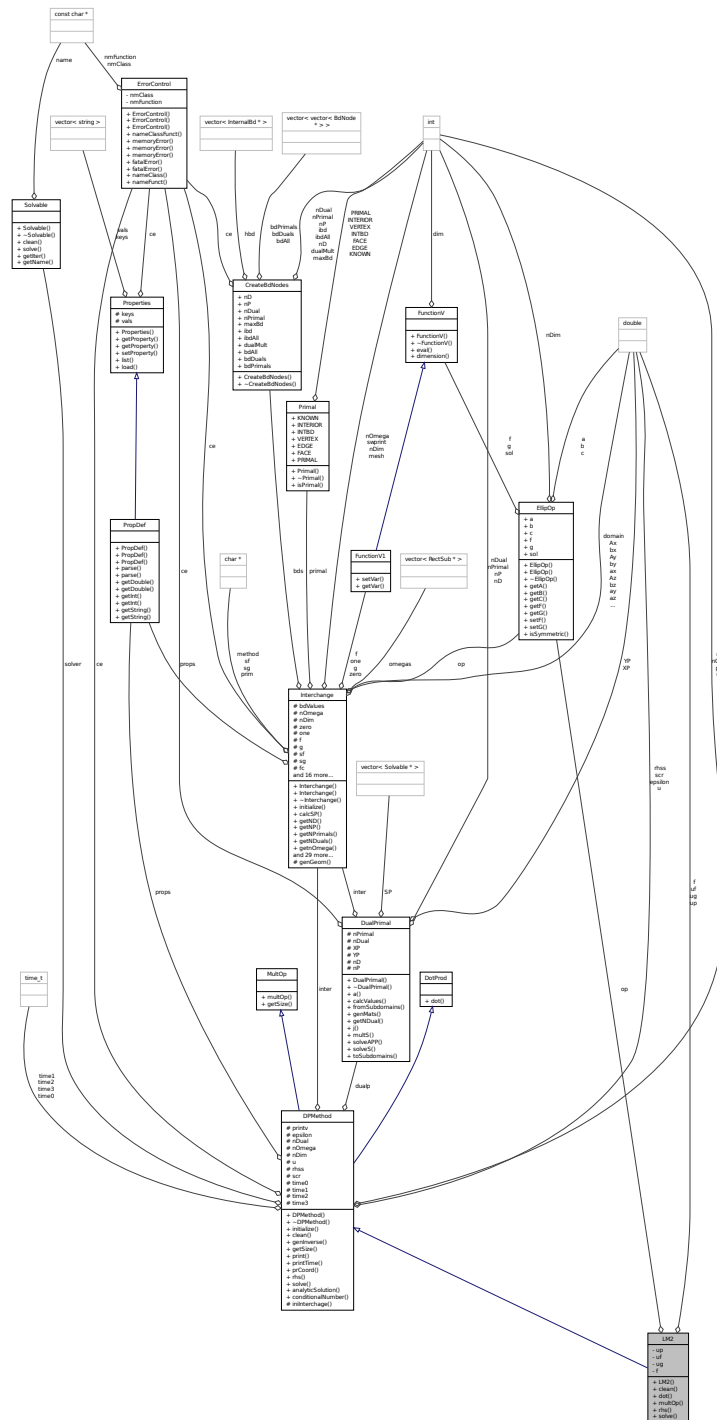 const char *
name
nmfunction
nmClass
ErrorControl
- nmClass
- nmfunction
+ ErrorControl()
+ ErrorControl()
+ ErrorControl()
+ nameClassfunct()
+ memoryError()
+ memoryError()
+ memoryError()
+ fatalError()
+ fatalError()
+ nameClass()
+ namefunct()
vector< string >
vector< InternalBd * >
vector< vector< BdNode
* > >
int
Solvable
+ Solvable()
+ ~Solvable()
+ clean()
+ solve()
+ getIter()
+ getName()
vals
keys
ce
ce
hbd
bdPrimals
bdDuals
bdAll
nDual
nPrimal
nP
ibd
ibdAll
nD
dualMult
maxBd
PRIMAL
INTERIOR
VERTEX
INTBD
FACE
EDGE
KNOWN
dim
Properties
# keys
# vals
+ Properties()
+ getProperty()
+ getProperty()
+ setProperty()
+ list()
+ load()
CreateBdNodes
+ nD
+ nP
+ nDual
+ nPrimal
+ maxBd
+ ibd
+ ibdAll
+ dualMult
+ bdAll
+ bdDuals
+ bdPrimals
+ CreateBdNodes()
+ ~CreateBdNodes()
FunctionV
+ FunctionV()
+ ~FunctionV()
+ eval()
+ dimension()
nDim
double
Primal
+ KNOWN
+ INTERIOR
+ INTBD
+ VERTEX
+ EDGE
+ FACE
+ PRIMAL
+ Primal()
+ ~Primal()
+ isPrimal()
ce
nOmega
swprint
nDim
mesh
f
g
sol
a
b
c
EllipOp
+ a
+ b
+ c
+ f
+ g
+ sol
+ EllipOp()
+ EllipOp()
+ ~EllipOp()
+ getA()
+ getB()
+ getC()
+ getF()
+ getG()
+ setF()
+ setG()
+ isSymmetric()
PropDef
+ PropDef()
+ PropDef()
+ PropDef()
+ parse()
+ parse()
+ getDouble()
+ getDouble()
+ getInt()
+ getInt()
+ getString()
+ getString()
char *
FunctionV1
+ setVar()
+ getVar()
vector< RectSub * >
ce
bds
primal
nDual
nPrimal
nP
nD
domain
Ax
bx
Ay
by
ax
Az
bz
ay
az
...
solver
ce
props
method
sf
sg
prim
f
one
g
zero
omegas
op
YP
XP
Interchange
# bdValues
# nOmega
# nDim
# zero
# one
# f
# g
# sf
# sg
# fc
and 16 more...
+ Interchange()
+ Interchange()
+ ~Interchange()
+ initialize()
+ calcSP()
+ getND()
+ getNP()
+ getNPrimals()
+ getNDuals()
+ getnOmega()
and 29 more...
# genGeom()
vector< Solvable * >
rhss
scr
epsilon
u
props
inter
SP
f
uf
ug
up
DualPrimal
# nPrimal
# nDual
# XP
# YP
# nD
# nP
+ DualPrimal()
+ ~DualPrimal()
+ a()
+ calcValues()
+ fromSubdomains()
+ genMats()
+ getNDual()
+ j()
+ multS()
+ solveAPP()
+ solveS()
+ toSubdomains()
time_t
MultOp
+ multOp()
+ getSize()
inter
DotProd
+ dot()
op
time1
time2
time3
time0
dualp
DPMethod
# printv
# epsilon
# nDual
# nOmega
# nDim
# u
# rhss
# scr
# time0
# time1
# time2
# time3
+ DPMethod()
+ ~DPMethod()
+ initialize()
+ clean()
+ genInverse()
+ getSize()
+ print()
+ printTime()
+ prCoord()
+ rhs()
+ solve()
+ analyticSolution()
+ conditionalNumber()
# iniInterchage()
LM2
- up
- uf
- ug
- f
+ LM2()
+ clean()
+ dot()
+ multOp()
+ rhs()
+ solve()